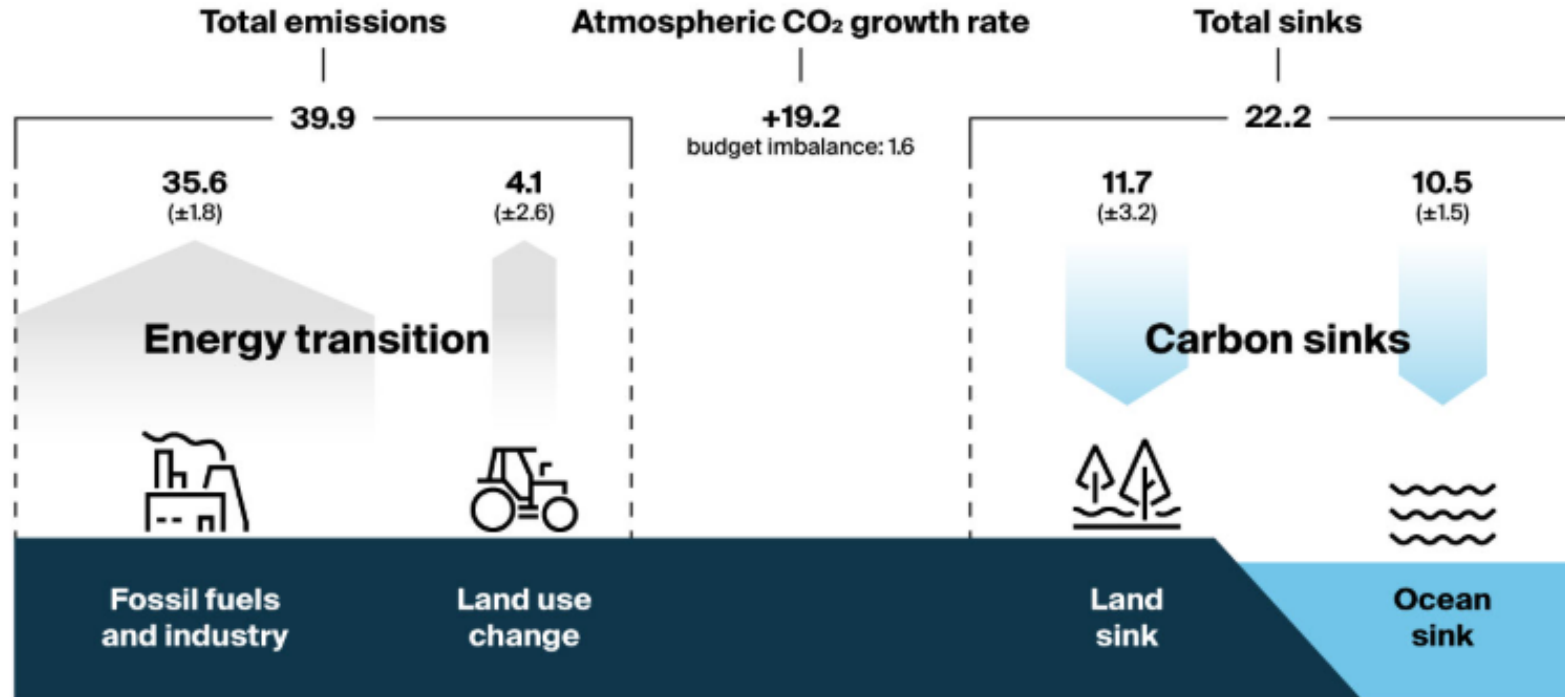 Total emissions
Atmospheric CO₂ growth rate
Total sinks
39.9
+19.2
budget imbalance: 1.6
22.2
35.6
(±1.8)
4.1
(±2.6)
11.7
(±3.2)
10.5
(±1.5)
Energy transition
Carbon sinks
Fossil fuels
and industry
Land use
change
Land
sink
Ocean
sink